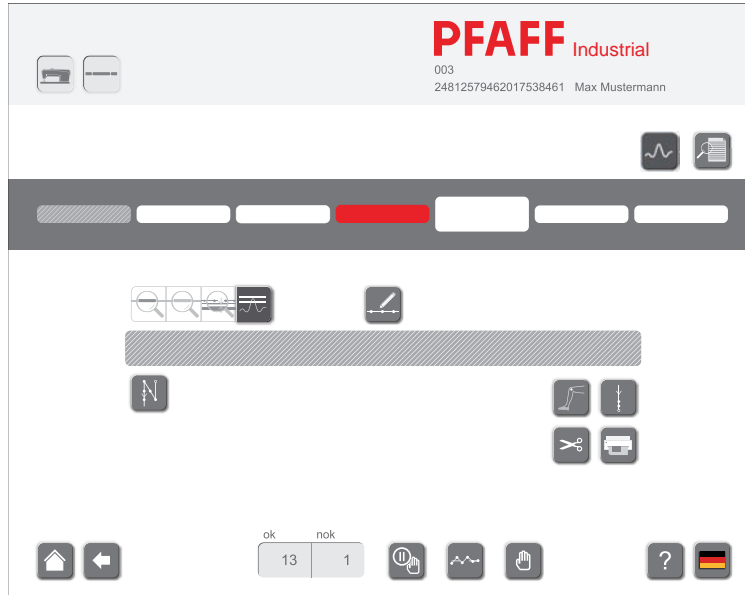 PFAFF Industrial
003
24812579462017538461 Max Mustermann
ok nok
13 1
?